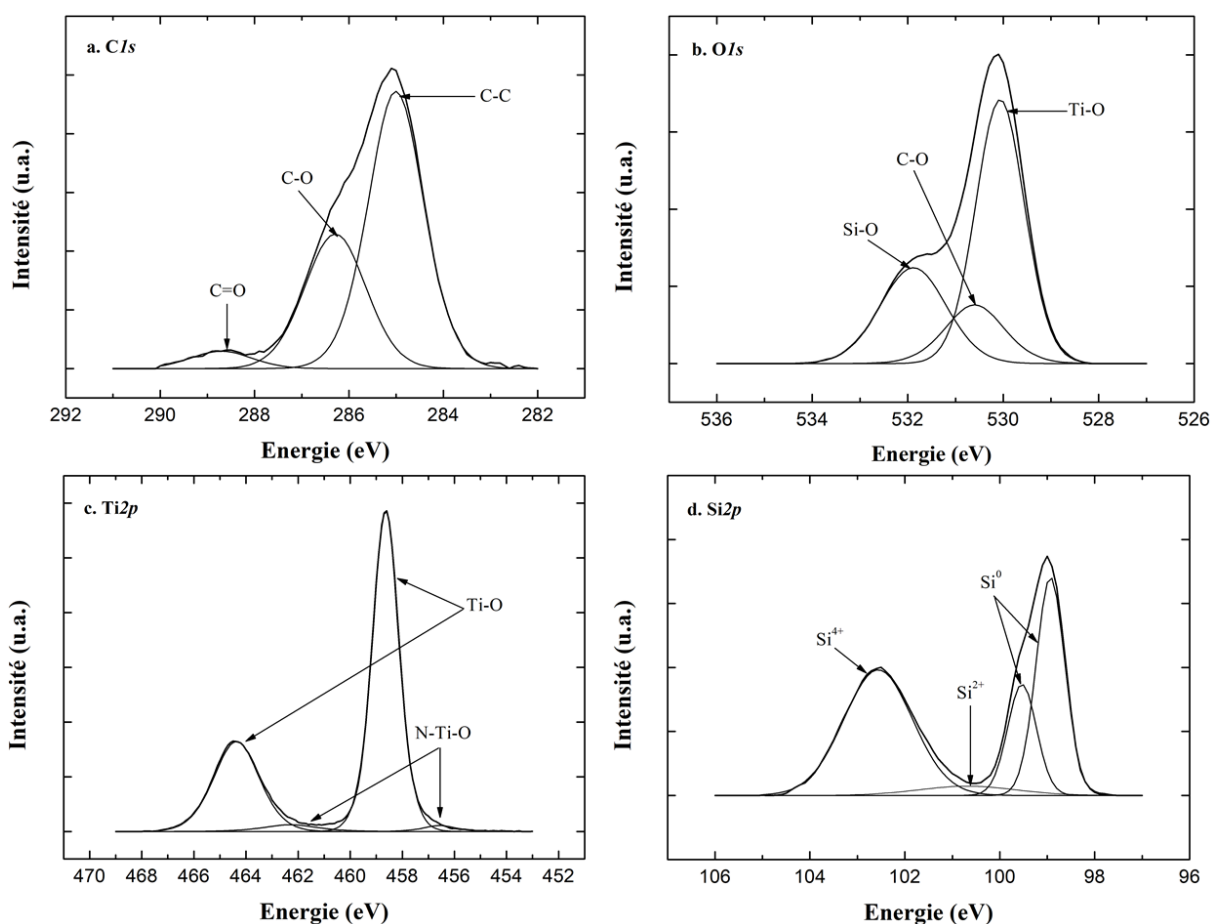 a. C1s
C-C
C-O
C=O
Intensité (u.a.)
292 290 288 286 284 282 281
Energie (eV)
b. O1s
Ti-O
C-O
Si-O
Intensité (u.a.)
536 534 532 530 528 526
Energie (eV)
c. Ti2p
Ti-O
N-Ti-O
Intensité (u.a.)
470 468 466 464 462 460 458 456 454 452
Energie (eV)
d. Si2p
Si⁰
Si⁴⁺
Si²⁺
Intensité (u.a.)
106 104 102 100 98 96
Energie (eV)